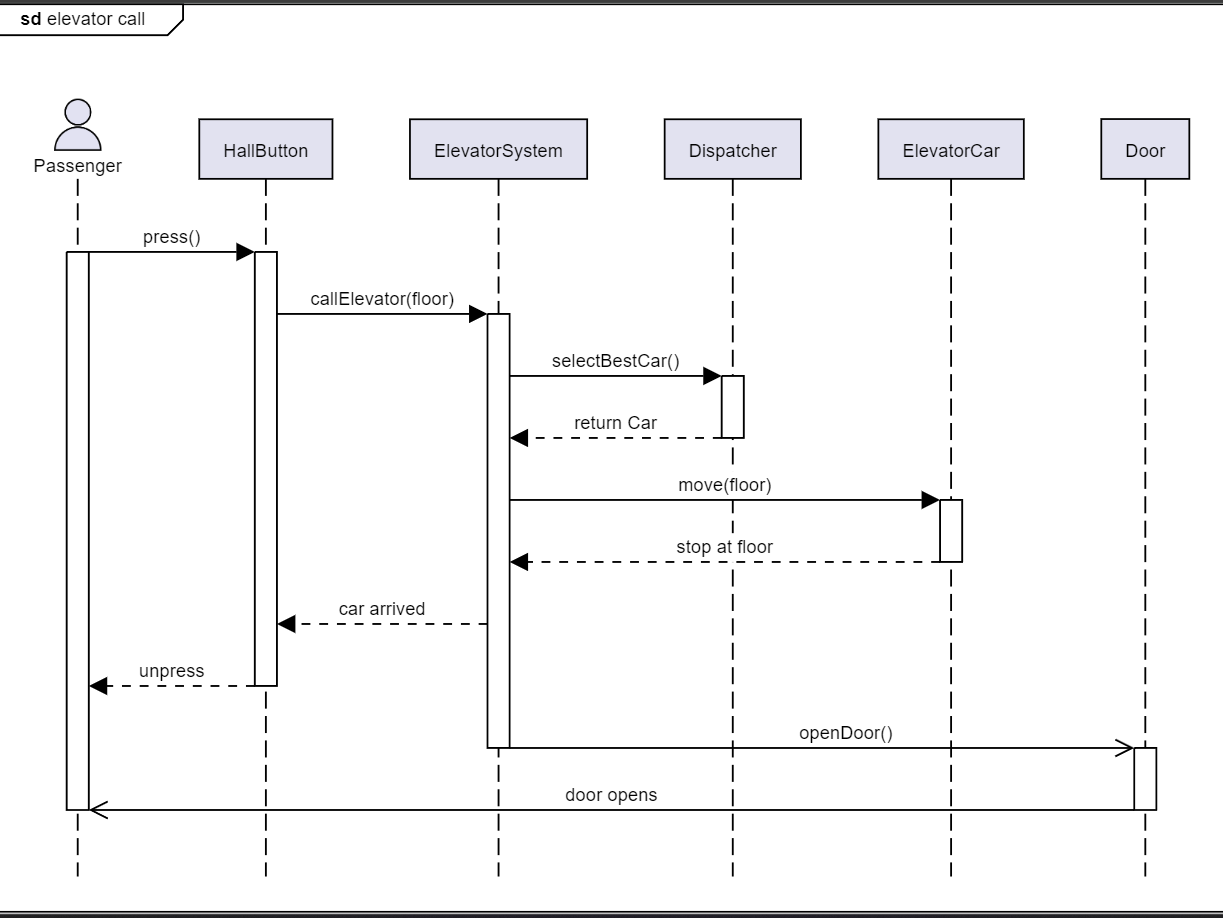 sd elevator call
Passenger
HallButton
ElevatorSystem
Dispatcher
ElevatorCar
Door
press()
callElevator(floor)
selectBestCar()
return Car
move(floor)
stop at floor
car arrived
unpress
openDoor()
door opens